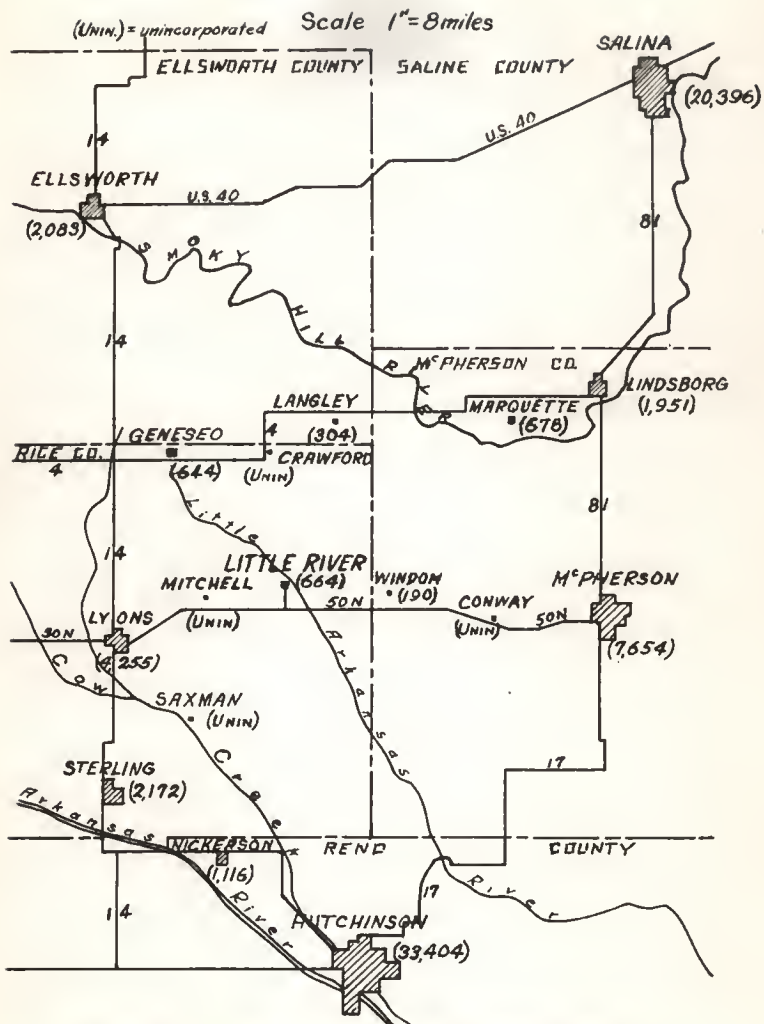 (UNIN.) = unincorporated
Scale 1"=8miles
SALINA
ELLSWORTH COUNTY
SALINE COUNTY
(20,396)
14
U.S. 40
ELLSWORTH
U.S. 40
(2,083)
81
SMOKY HILL RIVER
14
McPHERSON CO.
LINDSBORG
(1,951)
LANGLEY
(304)
MARQUETTE
(678)
4
GENESEO
(644)
CRAWFORD
(UNIN)
RICE CO.
4
81
Little Arkansas River
14
LITTLE RIVER
(664)
MITCHELL
(UNIN)
WINDOM
(190)
McPHERSON
(7,654)
50N
CONWAY
(UNIN)
50N
LYONS
(4,255)
50N
Cow Creek
SAXMAN
(UNIN)
17
STERLING
(2,172)
Arkansas River
NICKERSON
(1,116)
RENO COUNTY
14
17
HUTCHINSON
(33,404)